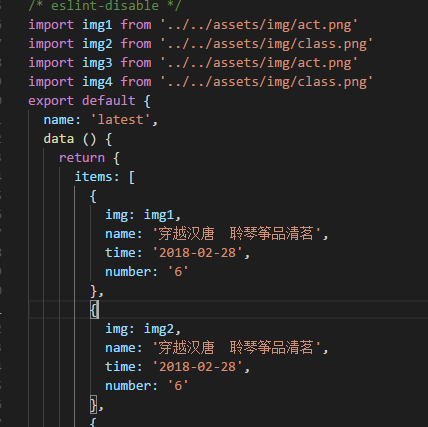 /* eslint-disable */
import img1 from '../../assets/img/act.png'
import img2 from '../../assets/img/class.png'
import img3 from '../../assets/img/act.png'
import img4 from '../../assets/img/class.png'
export default {
  name: 'latest',
  data () {
    return {
      items: [
        {
          img: img1,
          name: '穿越汉唐  聆琴筝品清茗',
          time: '2018-02-28',
          number: '6'
        },
        {
          img: img2,
          name: '穿越汉唐  聆琴筝品清茗',
          time: '2018-02-28',
          number: '6'
        },
        {